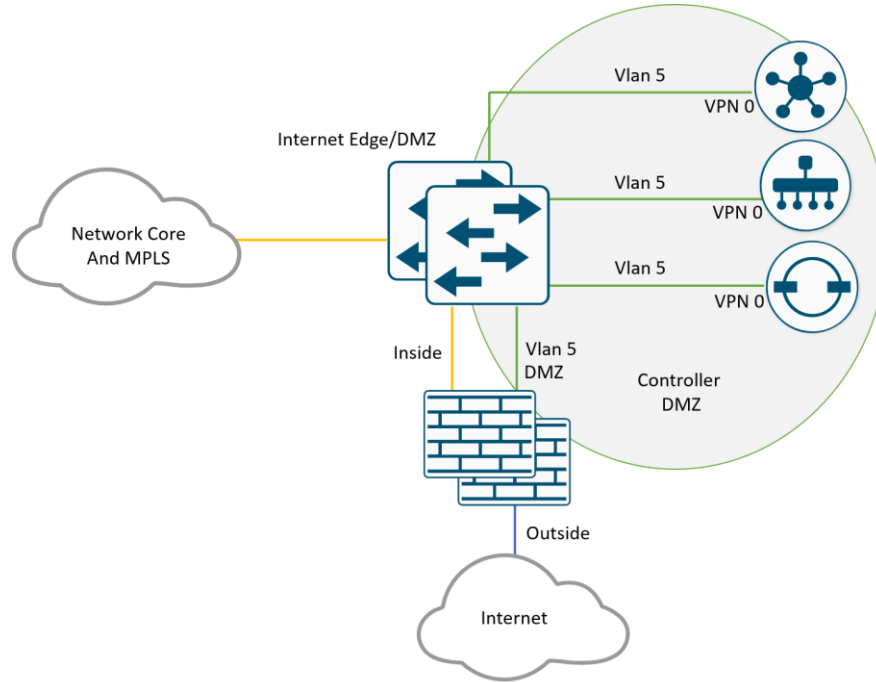 Vlan 5
VPN 0
Internet Edge/DMZ
Vlan 5
VPN 0
Network Core
And MPLS
Vlan 5
VPN 0
Inside
Vlan 5
DMZ
Controller
DMZ
Outside
Internet